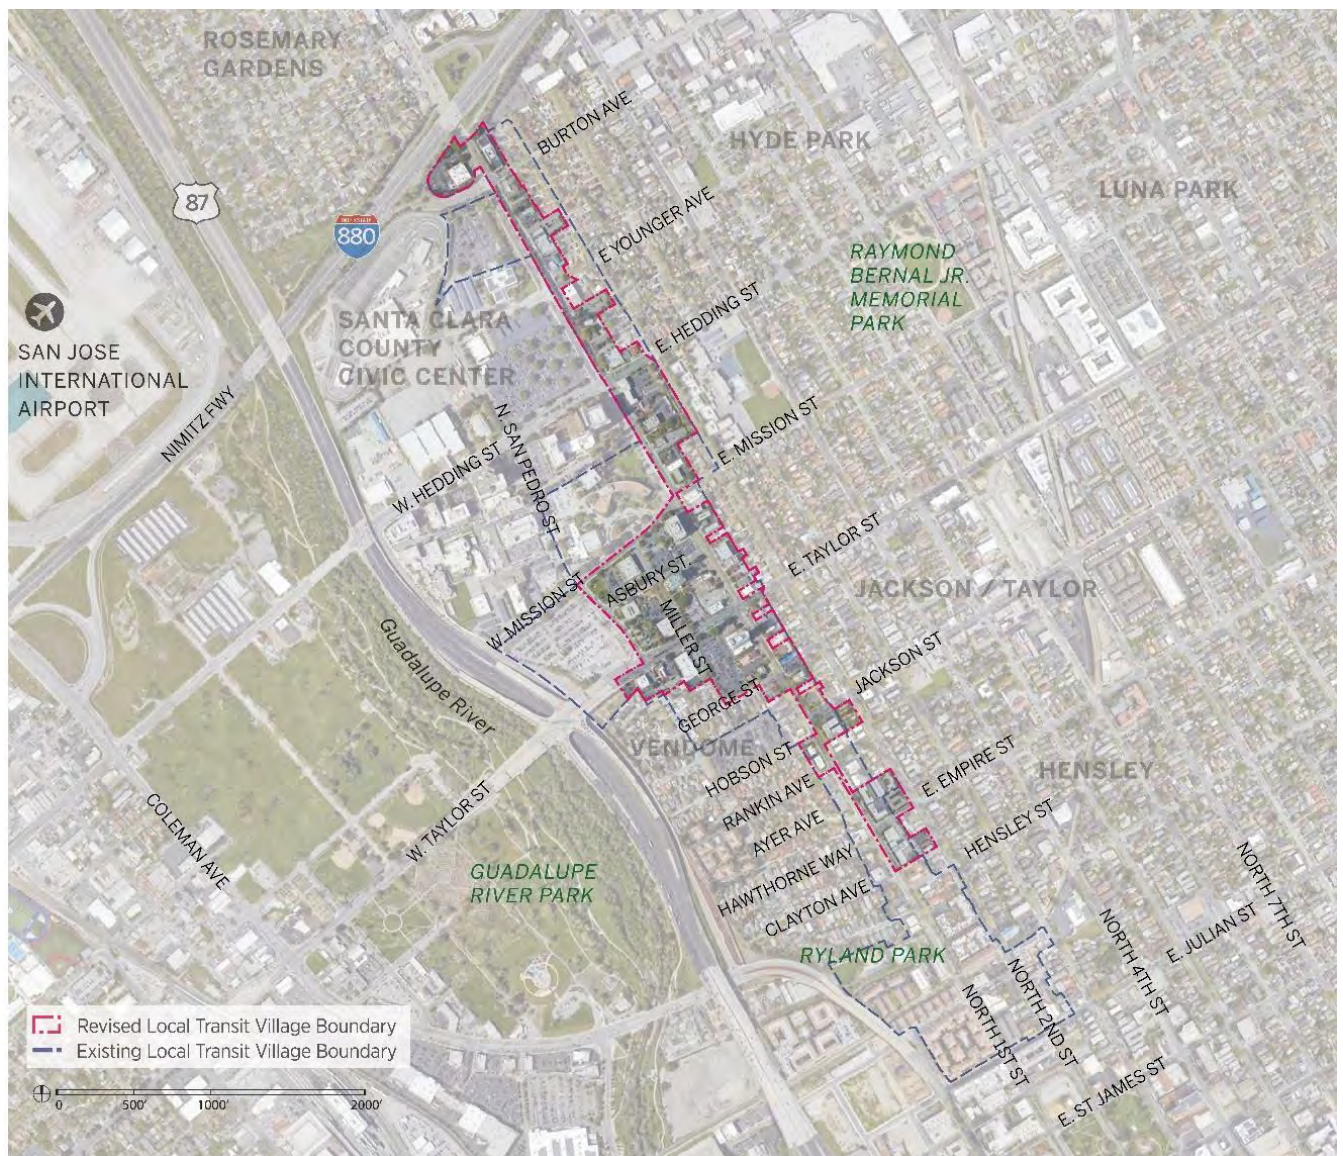 ROSEMARY
GARDENS
BURTON AVE
HYDE PARK
LUNA PARK
87
880
E YOUNGER AVE
RAYMOND
BERNAL JR.
MEMORIAL
PARK
E. HEDDING ST
SAN JOSE
INTERNATIONAL
AIRPORT
SANTA CLARA
COUNTY
CIVIC CENTER
NIMITZ FWY
N. SAN PEDRO ST
W. HEDDING ST
E. MISSION ST
E. TAYLOR ST
JACKSON / TAYLOR
ASBURY ST.
W. MISSION ST
MILLER ST
Guadalupe River
JACKSON ST
GEORGE ST
VENDOME
HOBSON ST
E. EMPIRE ST
HENSLEY
RANKIN AVE
COLEMAN AVE
W. TAYLOR ST
AYER AVE
HENSLEY ST
HAWTHORNE WAY
GUADALUPE
RIVER PARK
CLAYTON AVE
NORTH 7TH ST
E. JULIAN ST
NORTH 4TH ST
RYLAND PARK
NORTH 2ND ST
NORTH 1ST ST
E. ST JAMES ST
Revised Local Transit Village Boundary
Existing Local Transit Village Boundary
0 500' 1000' 2000'